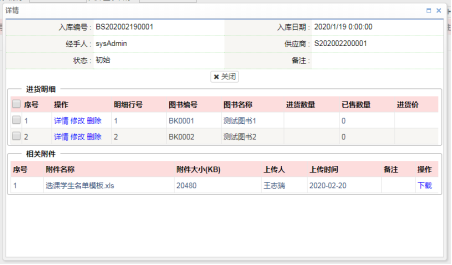 详情
入库编号: BS202002190001 入库日期: 2020/1/19 0:00:00
经手人: sysAdmin 供应商: S202002200001
状态: 初始 备注:
✖ 关闭
进货明细
序号 操作 明细行号 图书编号 图书名称 进货数量 已售数量 进货价
1 详情 修改 删除 1 BK0001 测试图书1 0
2 详情 修改 删除 2 BK0002 测试图书2 0
相关附件
序号 附件名称 附件大小(KB) 上传人 上传时间 备注 操作
1 选课学生名单模板.xls 20480 2020-02-20 下载